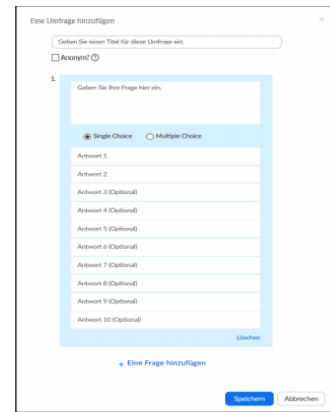 Eine Umfrage hinzufügen
Geben Sie einen Titel für diese Umfrage ein.
Anonym?
1.
Geben Sie Ihre Frage hier ein.
Single Choice
Multiple Choice
Antwort 1
Antwort 2
Antwort 3 (Optional)
Antwort 4 (Optional)
Antwort 5 (Optional)
Antwort 6 (Optional)
Antwort 7 (Optional)
Antwort 8 (Optional)
Antwort 9 (Optional)
Antwort 10 (Optional)
Löschen
+ Eine Frage hinzufügen
Speichern
Abbrechen